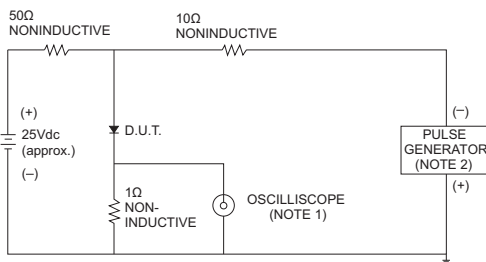 50Ω
NONINDUCTIVE
10Ω
NONINDUCTIVE
(+)
25Vdc
(approx.)
(–)
D.U.T.
1Ω
NON-
INDUCTIVE
OSCILLISCOPE
(NOTE 1)
(–)
PULSE
GENERATOR
(NOTE 2)
(+)